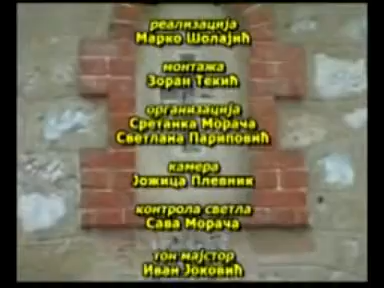 реализација
Марко Шолајић
монтажа
Зоран Текић
организација
Сретанка Морача
Светлана Париповић
камера
Јожица Плевник
контрола светла
Сава Морача
тон мајстор
Иван Јоковић